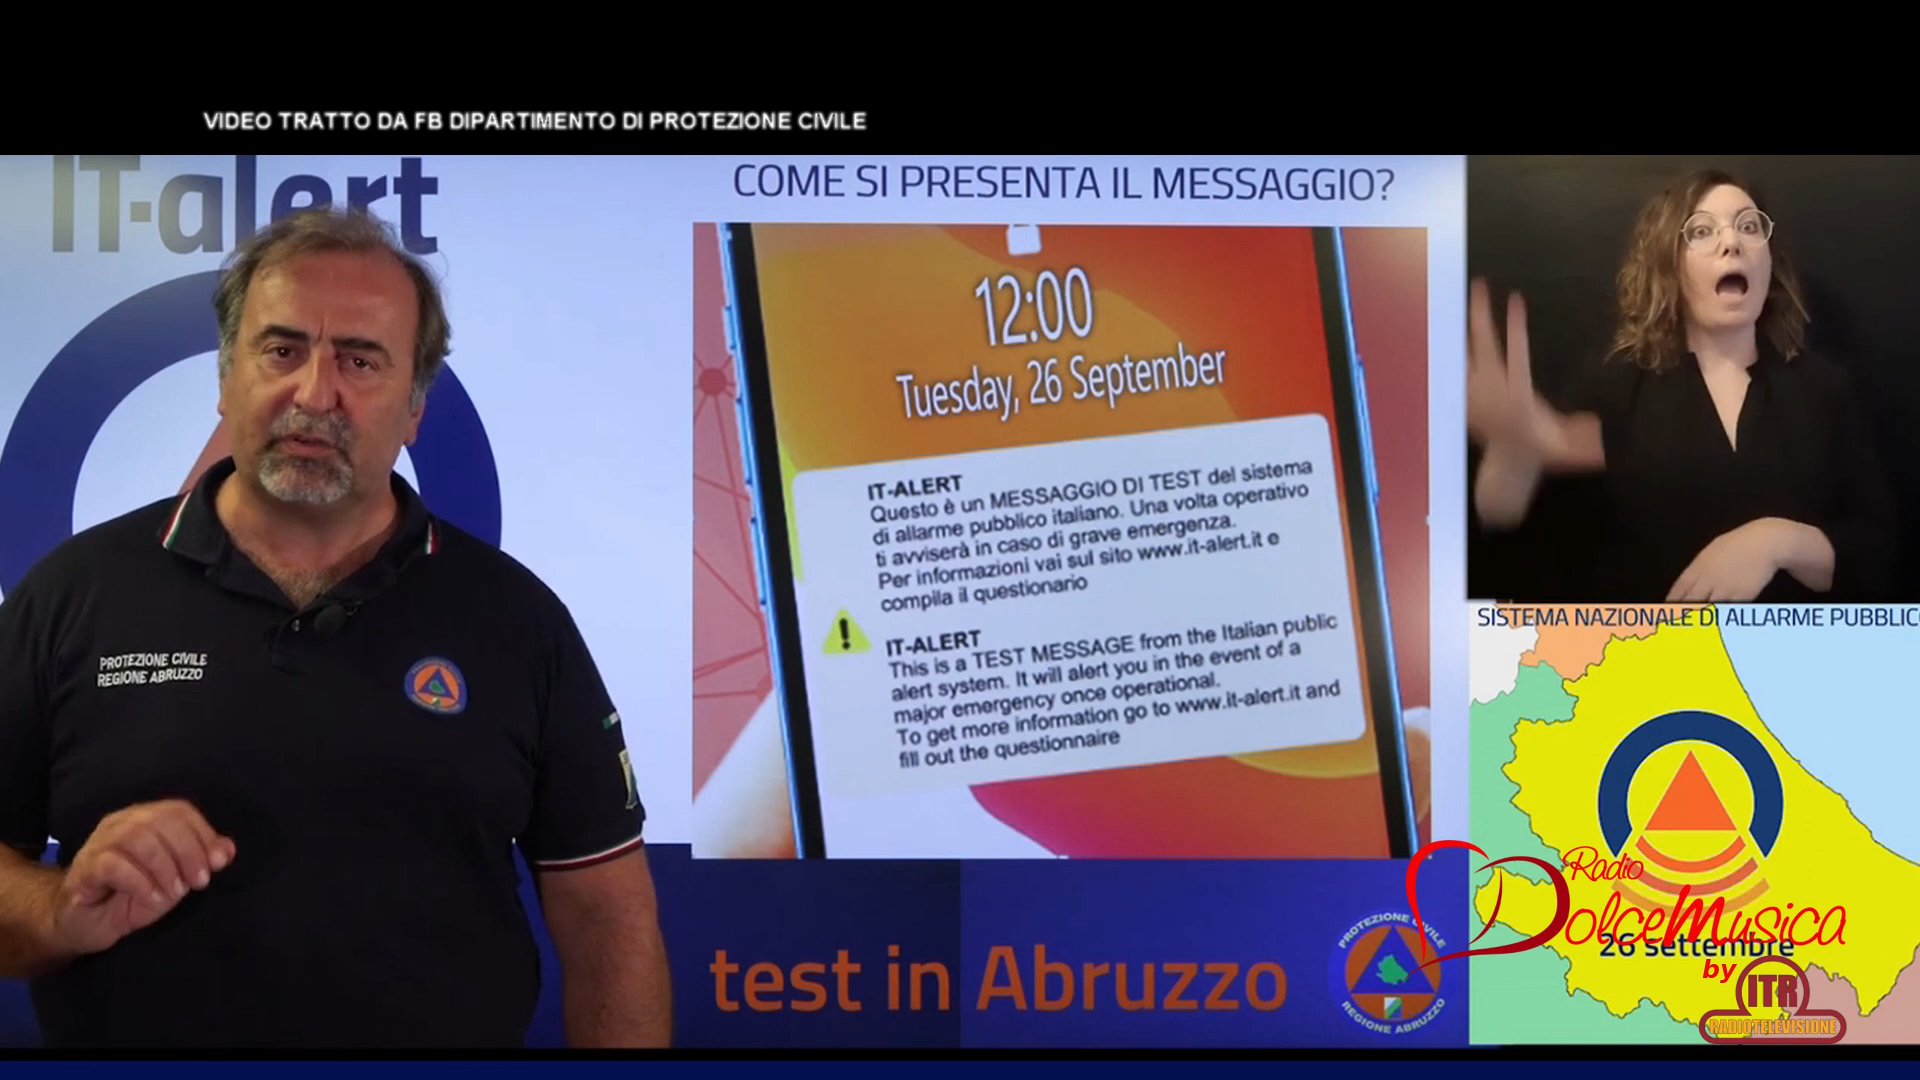 VIDEO TRATTO DA FB DIPARTIMENTO DI PROTEZIONE CIVILE
IT-alert
COME SI PRESENTA IL MESSAGGIO?
12:00
Tuesday, 26 September
IT-ALERT
Questo è un MESSAGGIO DI TEST del sistema
di allarme pubblico italiano. Una volta operativo
ti avviserà in caso di grave emergenza.
Per informazioni vai sul sito www.it-alert.it e
compila il questionario
IT-ALERT
This is a TEST MESSAGE from the Italian public
alert system. It will alert you in the event of a
major emergency once operational.
To get more information go to www.it-alert.it and
fill out the questionnaire
PROTEZIONE CIVILE
REGIONE ABRUZZO
test in Abruzzo
PROTEZIONE CIVILE
REGIONE ABRUZZO
SISTEMA NAZIONALE DI ALLARME PUBBLICO
26 settembre
Radio
DolceMusica
by
ITR
RADIOTELEVISIONE